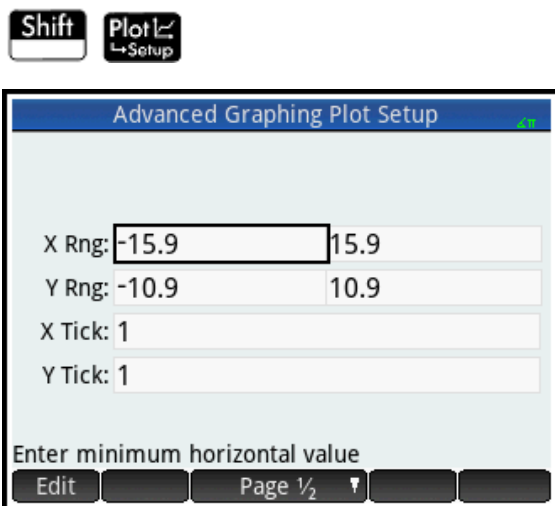 Shift Plot
↳Setup
Advanced Graphing Plot Setup ∡π
X Rng: -15.9 15.9
Y Rng: -10.9 10.9
X Tick: 1
Y Tick: 1
Enter minimum horizontal value
Edit Page ½